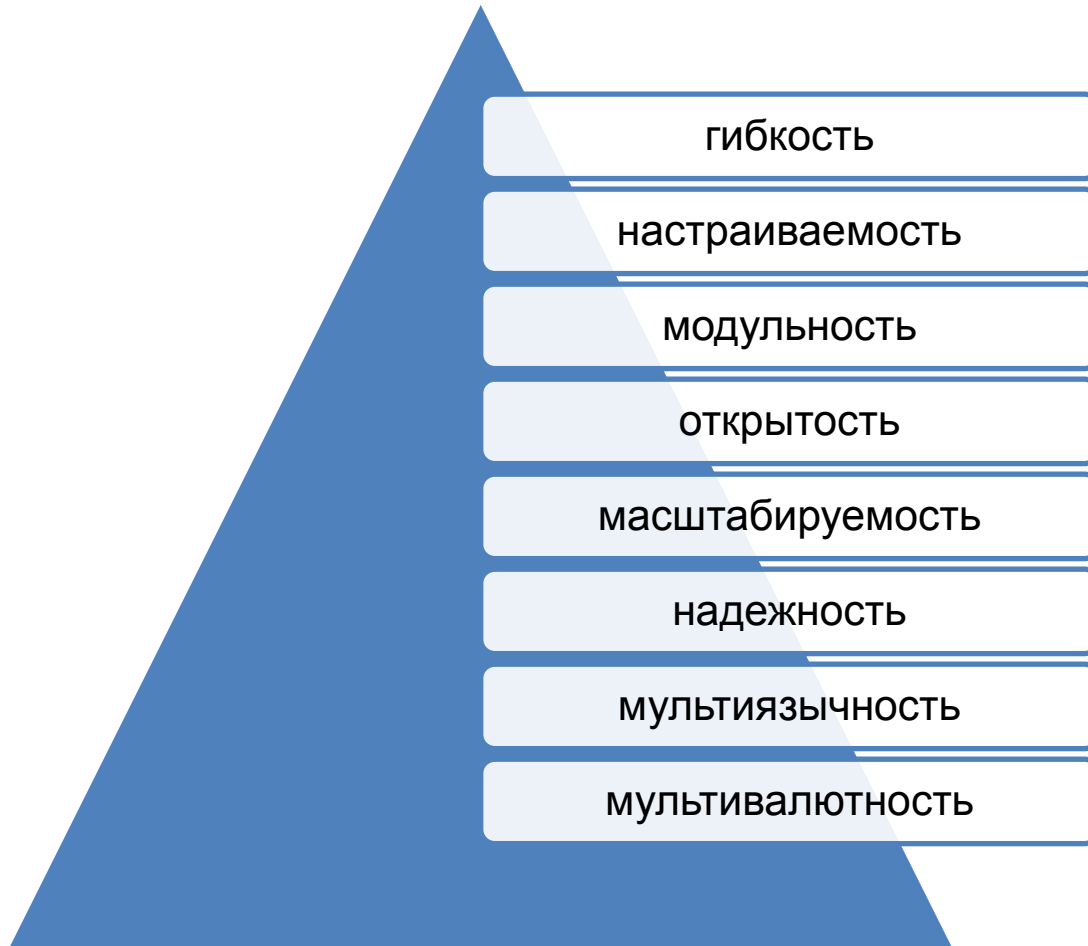 гибкость
настраиваемость
модульность
открытость
масштабируемость
надежность
мультиязычность
мультивалютность